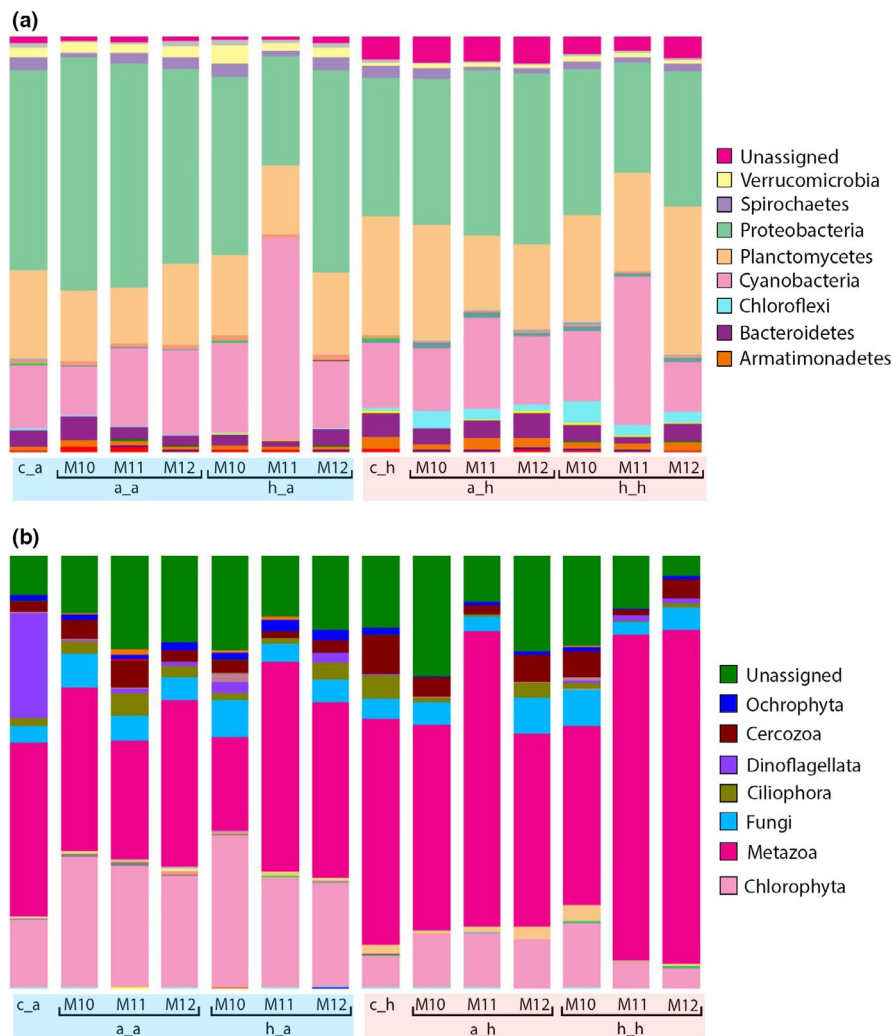 (a)
Unassigned
Verrucomicrobia
Spirochaetes
Proteobacteria
Planctomycetes
Cyanobacteria
Chloroflexi
Bacteroidetes
Armatimonadetes
c_a M10 M11 M12 M10 M11 M12 c_h M10 M11 M12 M10 M11 M12
a_a h_a a_h h_h
(b)
Unassigned
Ochrophyta
Cercozoa
Dinoflagellata
Ciliophora
Fungi
Metazoa
Chlorophyta
c_a M10 M11 M12 M10 M11 M12 c_h M10 M11 M12 M10 M11 M12
a_a h_a a_h h_h